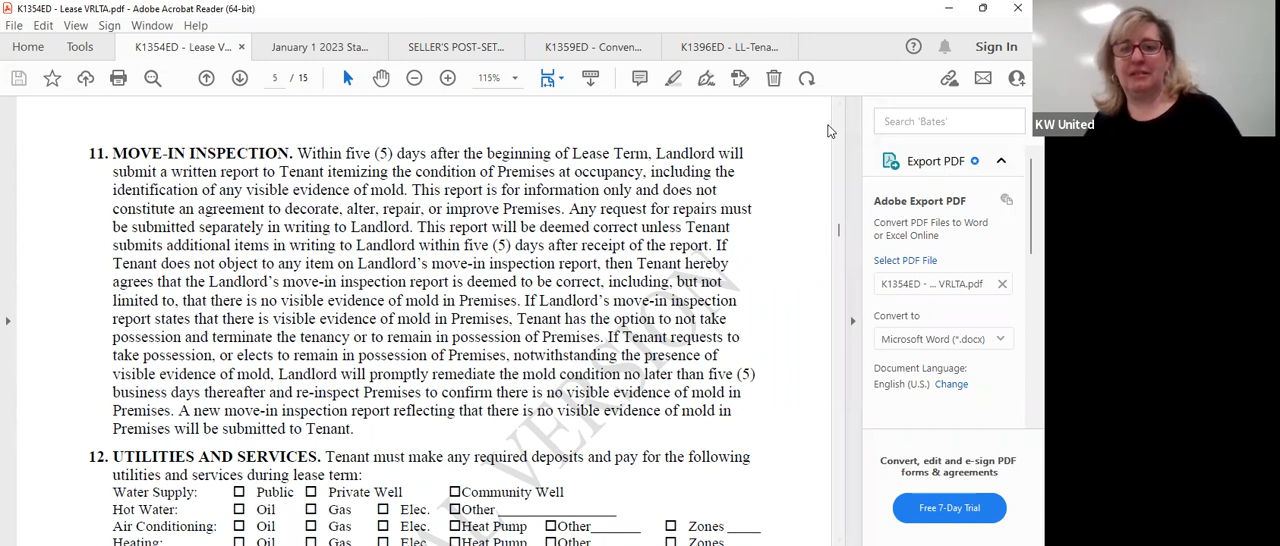 K1354ED - Lease VRLTA.pdf - Adobe Acrobat Reader (64-bit)
File Edit View Sign Window Help
Home Tools K1354ED - Lease V... × January 1 2023 Sta... SELLER'S POST-SET... K1359ED - Conven... K1396ED - LL-Tena... Sign In
5 / 15 115%
KW United
Search 'Bates'
Export PDF
Adobe Export PDF
Convert PDF Files to Word
or Excel Online
Select PDF File
K1354ED - ... VRLTA.pdf
Convert to
Microsoft Word (*.docx)
Document Language:
English (U.S.) Change
Convert, edit and e-sign PDF
forms & agreements
Free 7-Day Trial
11. MOVE-IN INSPECTION. Within five (5) days after the beginning of Lease Term, Landlord will
submit a written report to Tenant itemizing the condition of Premises at occupancy, including the
identification of any visible evidence of mold. This report is for information only and does not
constitute an agreement to decorate, alter, repair, or improve Premises. Any request for repairs must
be submitted separately in writing to Landlord. This report will be deemed correct unless Tenant
submits additional items in writing to Landlord within five (5) days after receipt of the report. If
Tenant does not object to any item on Landlord's move-in inspection report, then Tenant hereby
agrees that the Landlord's move-in inspection report is deemed to be correct, including, but not
limited to, that there is no visible evidence of mold in Premises. If Landlord's move-in inspection
report states that there is visible evidence of mold in Premises, Tenant has the option to not take
possession and terminate the tenancy or to remain in possession of Premises. If Tenant requests to
take possession, or elects to remain in possession of Premises, notwithstanding the presence of
visible evidence of mold, Landlord will promptly remediate the mold condition no later than five (5)
business days thereafter and re-inspect Premises to confirm there is no visible evidence of mold in
Premises. A new move-in inspection report reflecting that there is no visible evidence of mold in
Premises will be submitted to Tenant.
12. UTILITIES AND SERVICES. Tenant must make any required deposits and pay for the following
utilities and services during lease term:
Water Supply: ☐ Public ☐ Private Well ☐ Community Well
Hot Water: ☐ Oil ☐ Gas ☐ Elec. ☐ Other ____________
Air Conditioning: ☐ Oil ☐ Gas ☐ Elec. ☐ Heat Pump ☐ Other______ ☐ Zones ____
Heating: ☐ Oil ☐ Gas ☐ Elec. ☐ Heat Pump ☐ Other ☐ Zones
VERSION